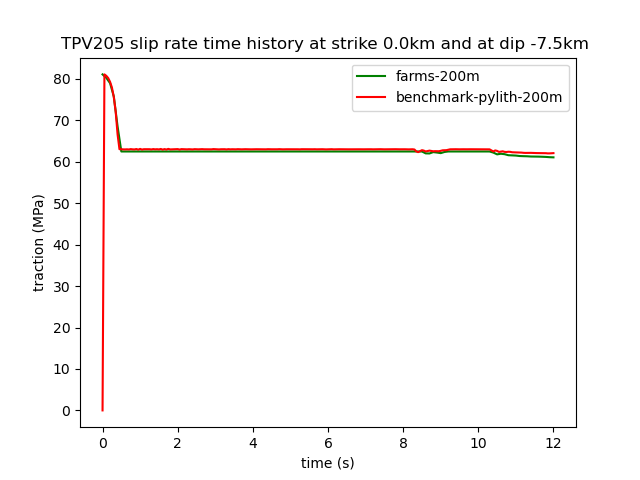 TPV205 slip rate time history at strike 0.0km and at dip -7.5km
farms-200m
benchmark-pylith-200m
traction (MPa)
80
70
60
50
40
30
20
10
0
0 2 4 6 8 10 12
time (s)